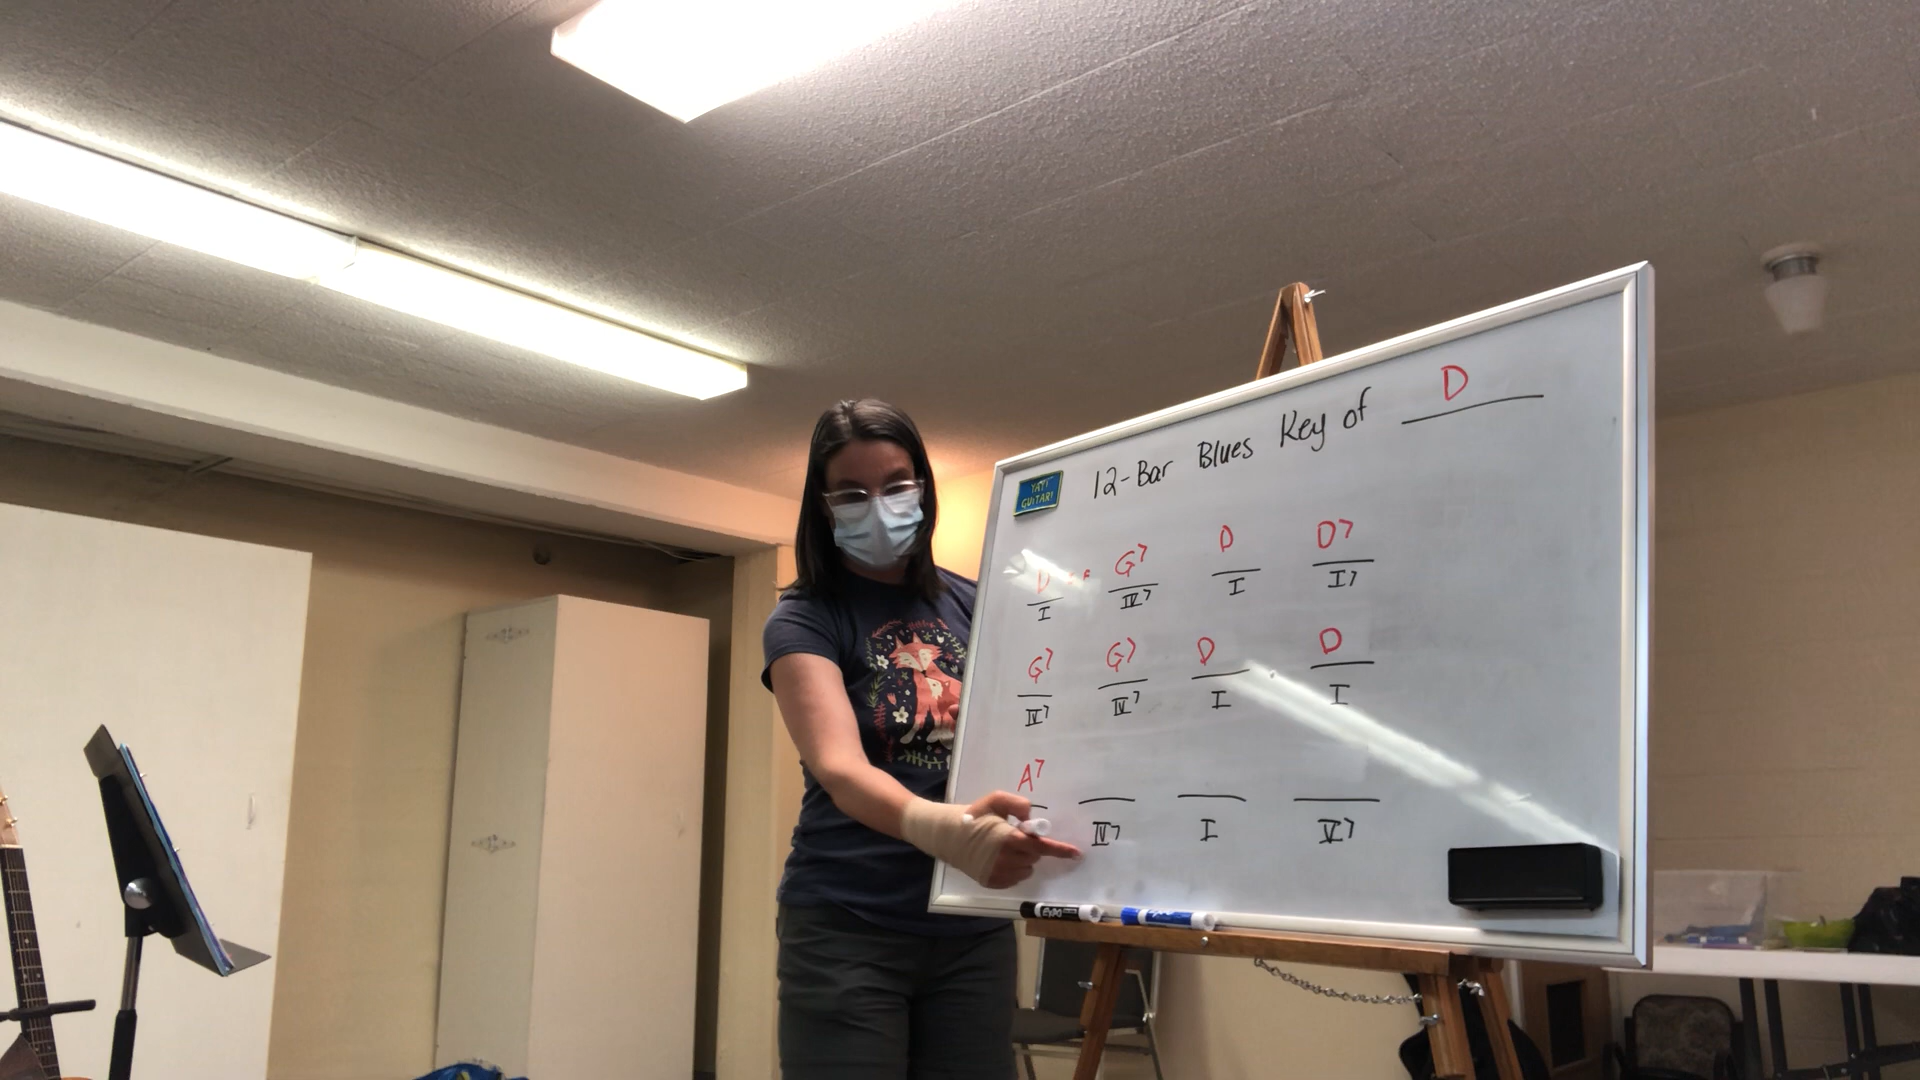 12-Bar Blues Key of D
YAY!
GUITAR!
D G7 D D7
I IV7 I I7
G7 G7 D D
IV7 IV7 I I
A7
IV7 I V7
EXPO